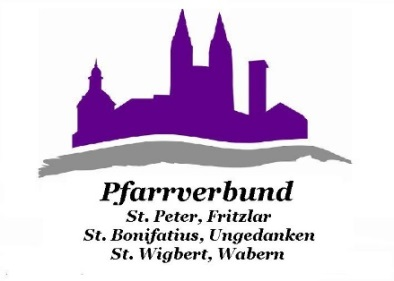 Pfarrverbund
St. Peter, Fritzlar
St. Bonifatius, Ungedanken
St. Wigbert, Wabern